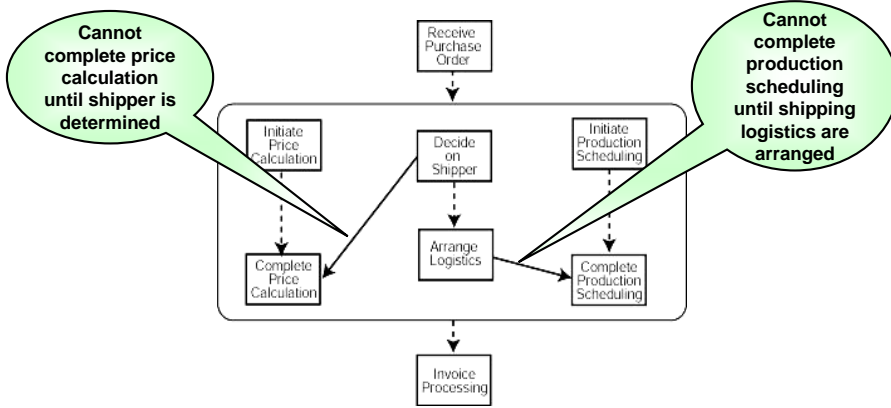 Cannot
complete price
calculation
until shipper is
determined
Receive
Purchase
Order
Cannot
complete
production
scheduling
until shipping
logistics are
arranged
Initiate
Price
Calculation
Decide
on
Shipper
Initiate
Production
Scheduling
Complete
Price
Calculation
Arrange
Logistics
Complete
Production
Scheduling
Invoice
Processing